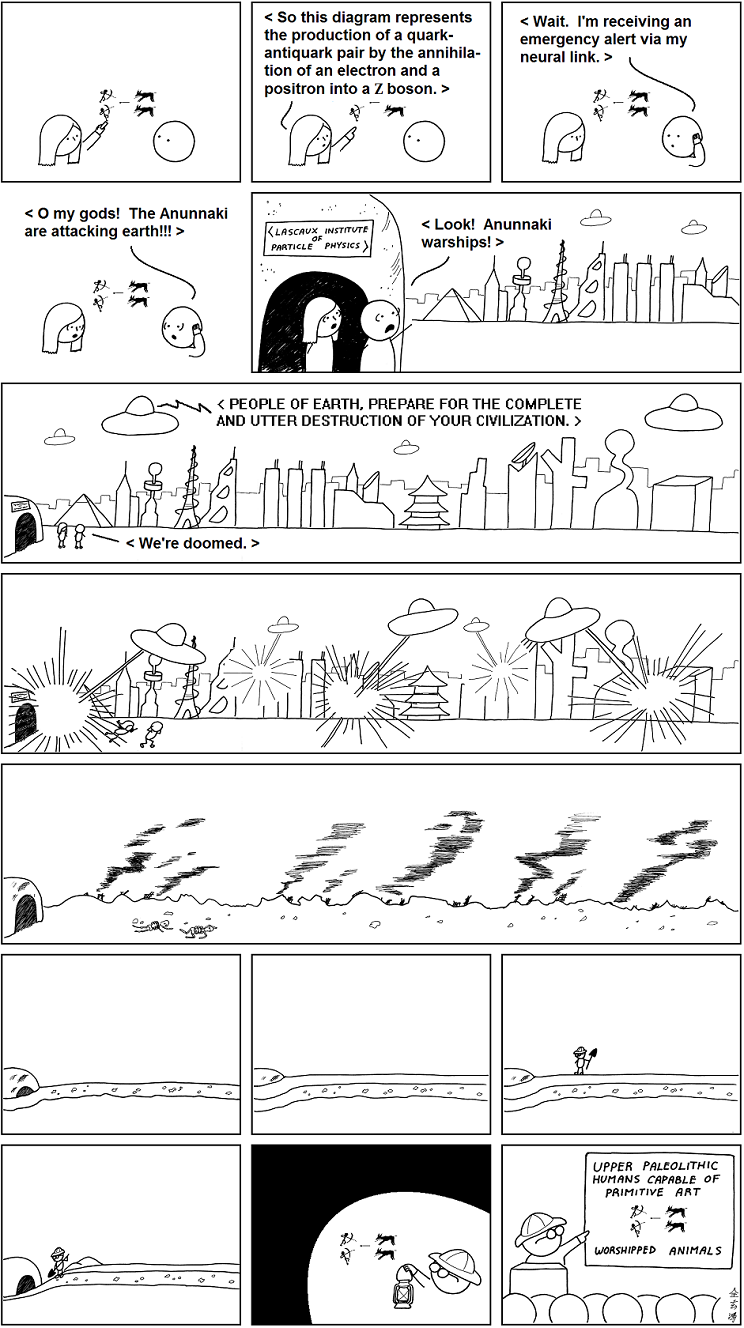 < So this diagram represents
the production of a quark-
antiquark pair by the annihila-
tion of an electron and a
positron into a Z boson. >
< Wait.  I'm receiving an
emergency alert via my
neural link. >
< O my gods!  The Anunnaki
are attacking earth!!! >
< LASCAUX INSTITUTE
OF
PARTICLE PHYSICS >
< Look!  Anunnaki
warships! >
< PEOPLE OF EARTH, PREPARE FOR THE COMPLETE
AND UTTER DESTRUCTION OF YOUR CIVILIZATION. >
< We're doomed. >
UPPER PALEOLITHIC
HUMANS CAPABLE OF
PRIMITIVE ART
WORSHIPPED ANIMALS